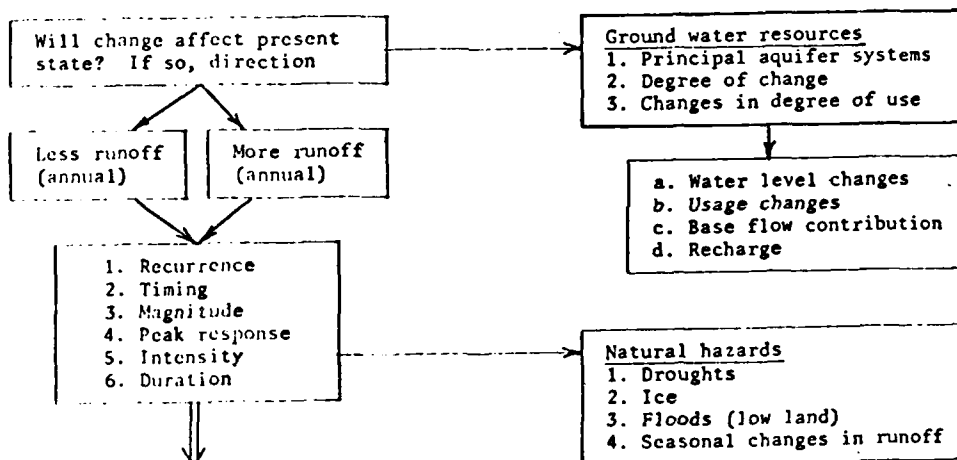 Will change affect present
state? If so, direction
Ground water resources
1. Principal aquifer systems
2. Degree of change
3. Changes in degree of use
Less runoff
(annual)
More runoff
(annual)
a. Water level changes
b. Usage changes
c. Base flow contribution
d. Recharge
1. Recurrence
2. Timing
3. Magnitude
4. Peak response
5. Intensity
6. Duration
Natural hazards
1. Droughts
2. Ice
3. Floods (low land)
4. Seasonal changes in runoff